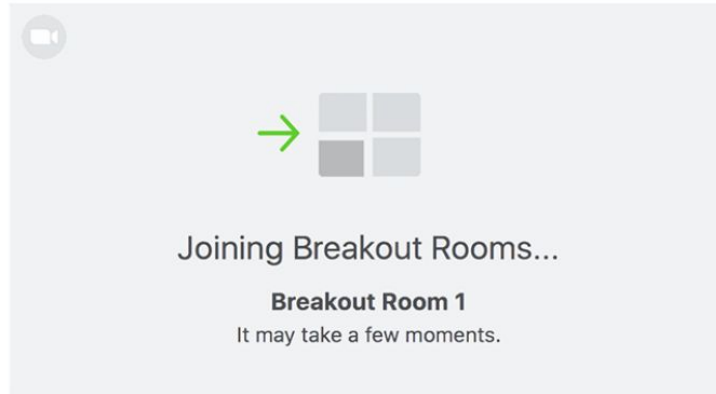 Joining Breakout Rooms...
Breakout Room 1
It may take a few moments.